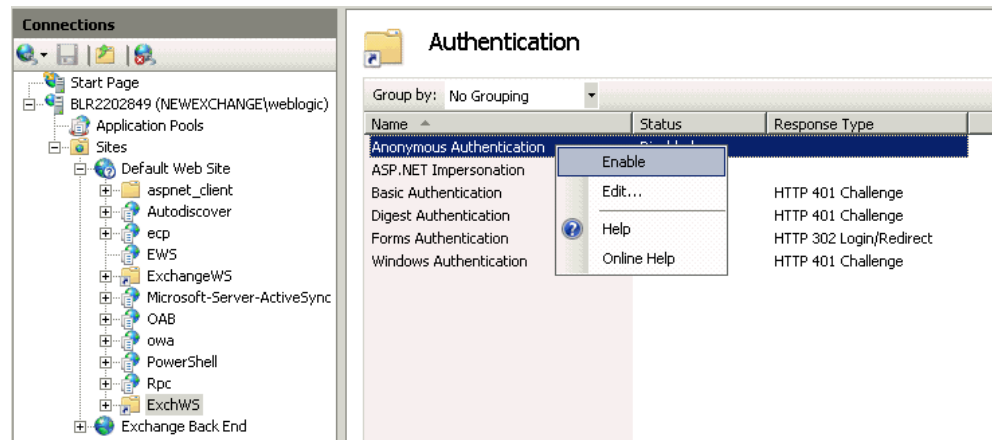 Connections
Start Page
BLR2202849 (NEWEXCHANGE\weblogic)
Application Pools
Sites
Default Web Site
aspnet_client
Autodiscover
ecp
EWS
ExchangeWS
Microsoft-Server-ActiveSync
OAB
owa
PowerShell
Rpc
ExchWS
Exchange Back End
Authentication
Group by: No Grouping
Name Status Response Type
Anonymous Authentication
ASP.NET Impersonation
Basic Authentication HTTP 401 Challenge
Digest Authentication HTTP 401 Challenge
Forms Authentication HTTP 302 Login/Redirect
Windows Authentication HTTP 401 Challenge
Enable
Edit...
Help
Online Help